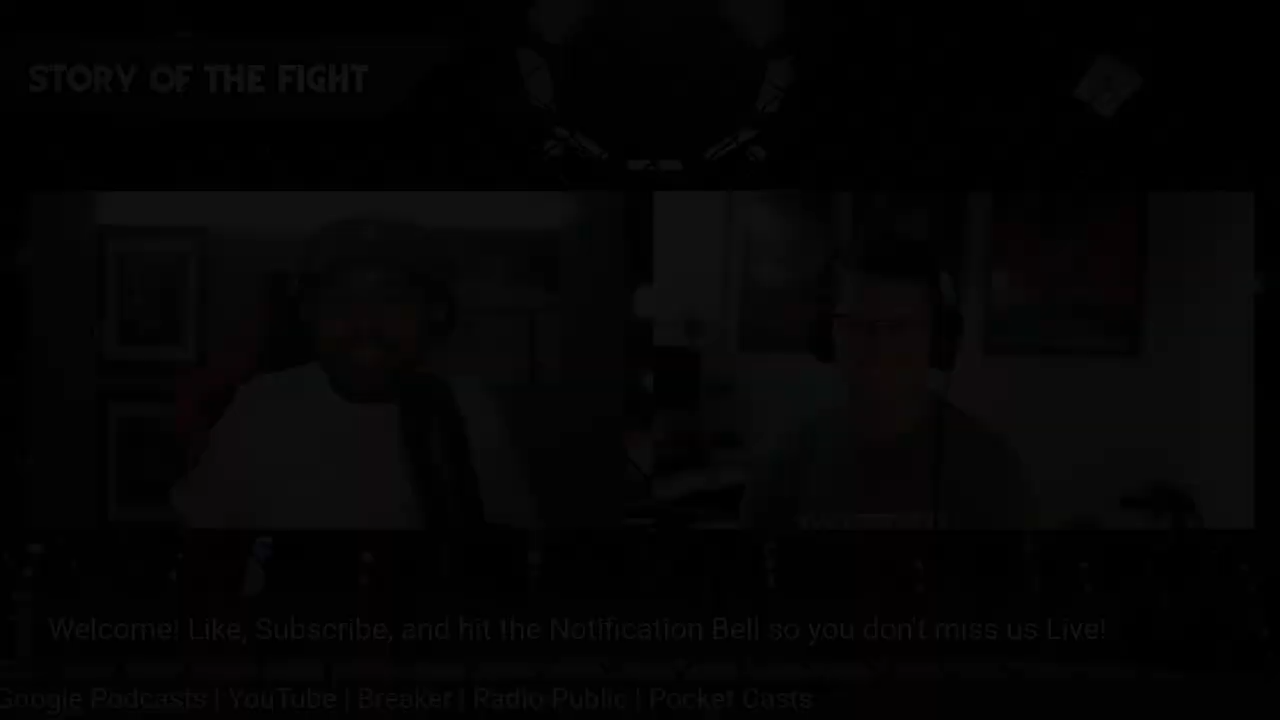 STORY OF THE FIGHT
Welcome! Like, Subscribe, and hit the Notification Bell so you don't miss us Live!
Google Podcasts | YouTube | Breaker | Radio Public | Pocket Casts